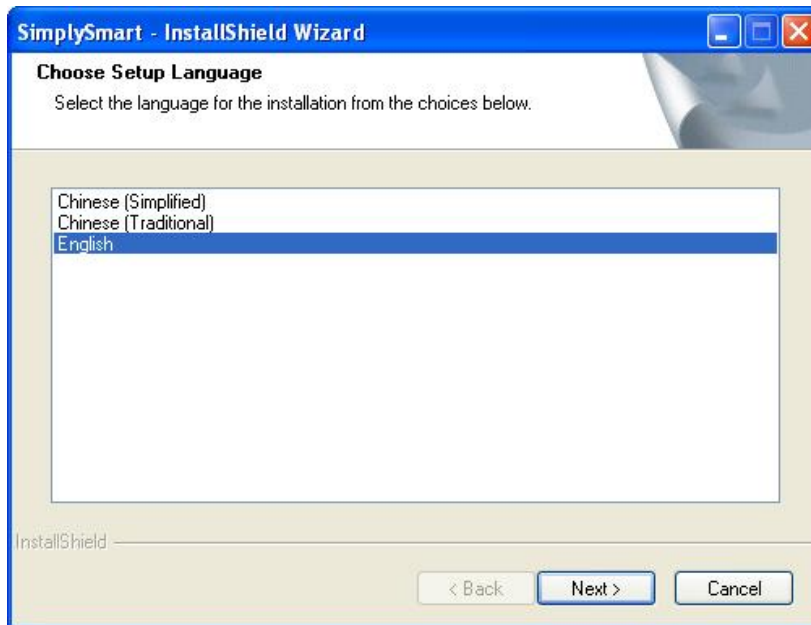 SimplySmart - InstallShield Wizard
Choose Setup Language
Select the language for the installation from the choices below.
Chinese (Simplified)
Chinese (Traditional)
English
InstallShield
< Back Next > Cancel